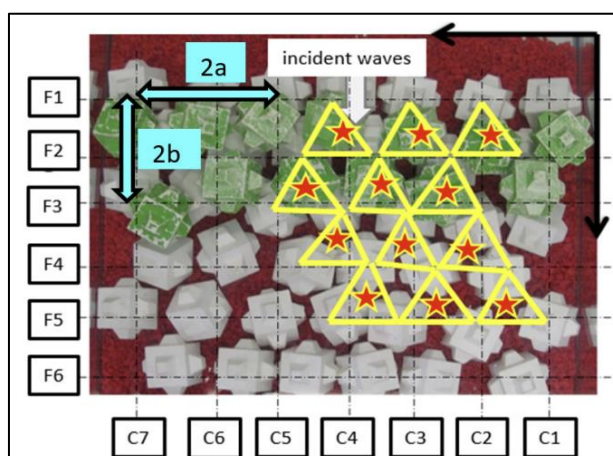 2a
incident waves
F1
2b
F2
F3
F4
F5
F6
C7 C6 C5 C4 C3 C2 C1